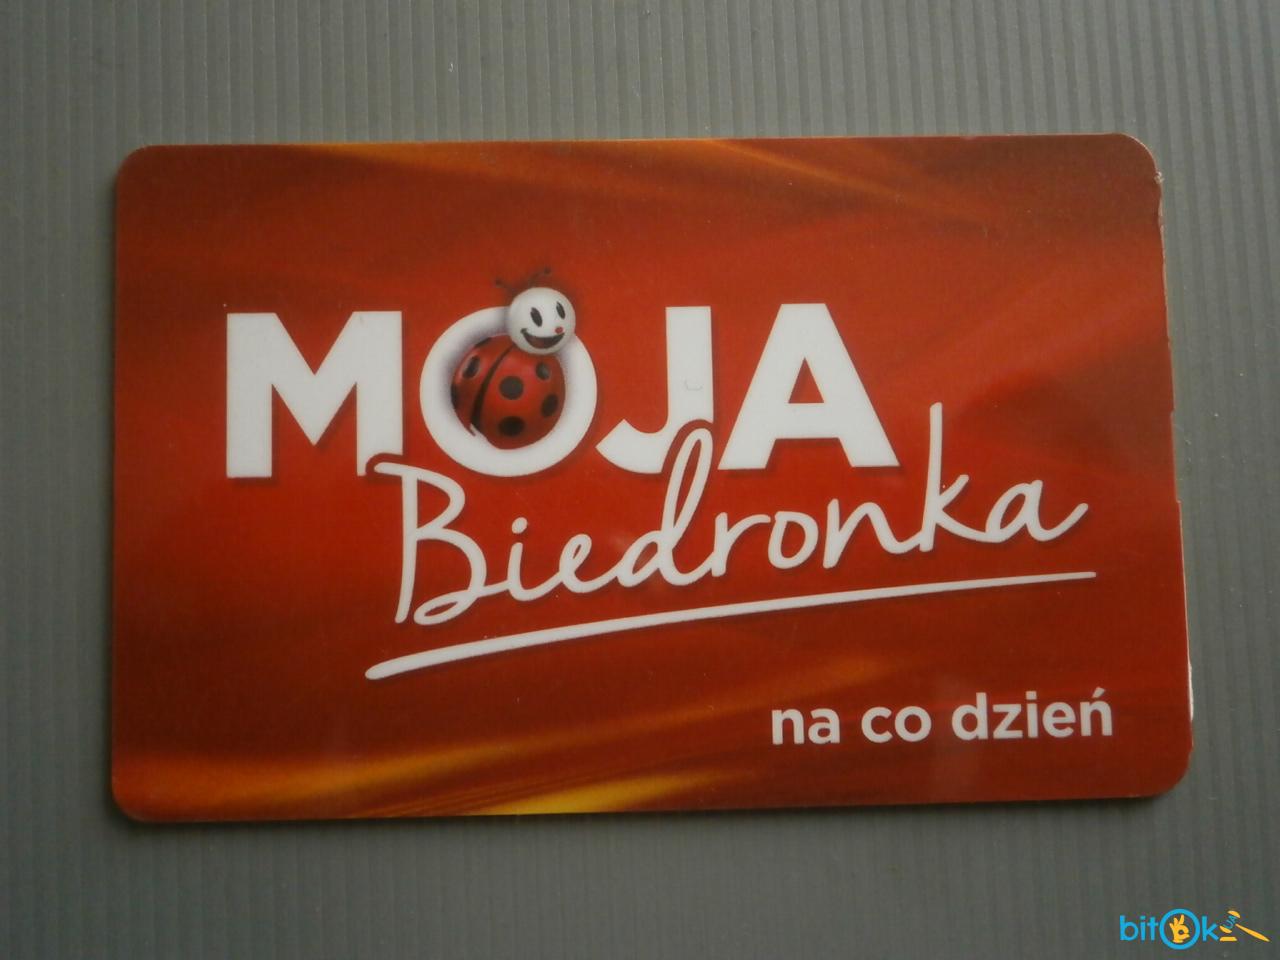 MOJA
Biedronka
na co dzień
bitOk